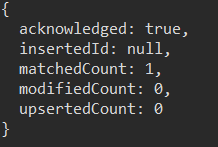 {
  acknowledged: true,
  insertedId: null,
  matchedCount: 1,
  modifiedCount: 0,
  upsertedCount: 0
}